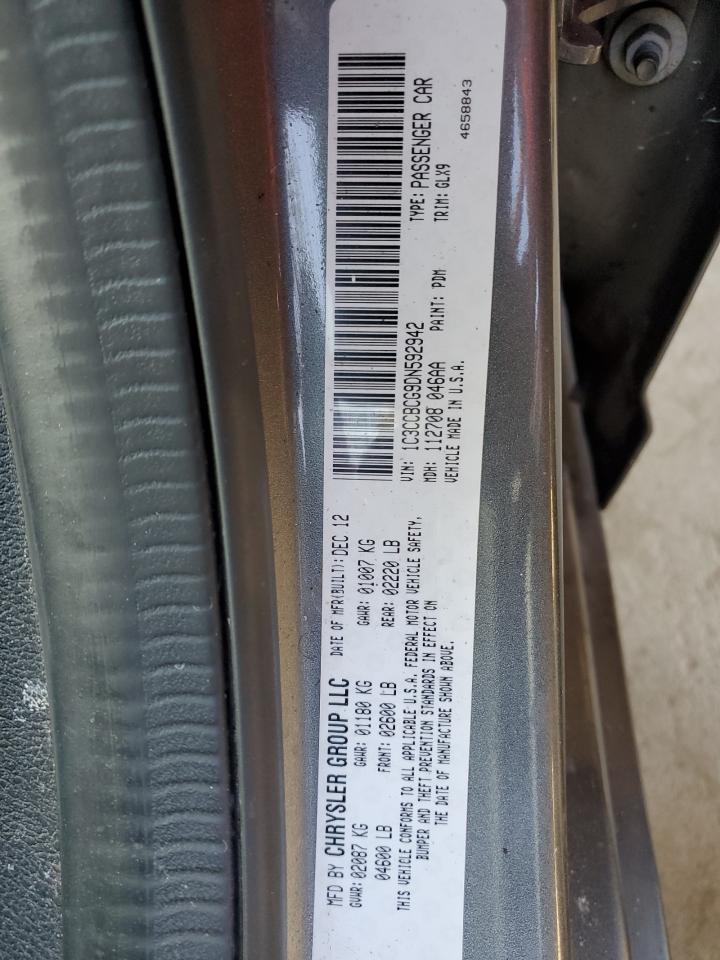 MFD BY CHRYSLER GROUP LLC DATE OF MFR(BUILT): DEC 12
GVWR: 02087 KG GAWR: 01180 KG GAWR: 01007 KG
04600 LB FRONT: 02600 LB REAR: 02220 LB
THIS VEHICLE CONFORMS TO ALL APPLICABLE U.S.A. FEDERAL MOTOR VEHICLE SAFETY,
BUMPER AND THEFT PREVENTION STANDARDS IN EFFECT ON
THE DATE OF MANUFACTURE SHOWN ABOVE.
VIN: 1C3CCBCG9DN592942 TYPE: PASSENGER CAR
MDH: 112708 046AA PAINT: PDM TRIM: GLX9
VEHICLE MADE IN U.S.A.
4658843